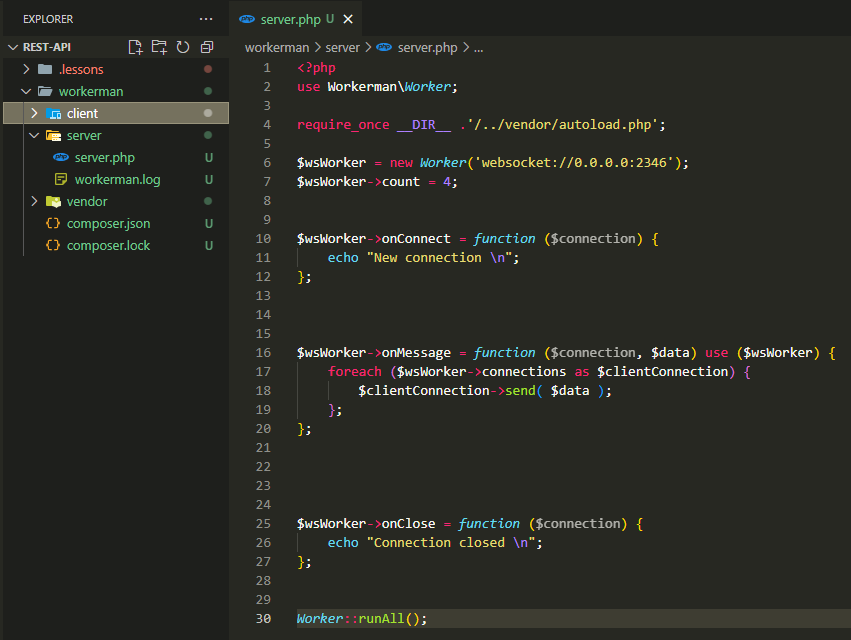 EXPLORER ...
REST-API
.lessons
workerman
client
server
server.php U
workerman.log U
vendor
composer.json U
composer.lock U
php server.php U
workerman > server > php server.php > ...
1 <?php
2 use Workerman\Worker;
3
4 require_once __DIR__ .'/../vendor/autoload.php';
5
6 $wsWorker = new Worker('websocket://0.0.0.0:2346');
7 $wsWorker->count = 4;
8
9
10 $wsWorker->onConnect = function ($connection) {
11     echo "New connection \n";
12 };
13
14
15
16 $wsWorker->onMessage = function ($connection, $data) use ($wsWorker) {
17     foreach ($wsWorker->connections as $clientConnection) {
18         $clientConnection->send( $data );
19     };
20 };
21
22
23
24
25 $wsWorker->onClose = function ($connection) {
26     echo "Connection closed \n";
27 };
28
29
30 Worker::runAll();